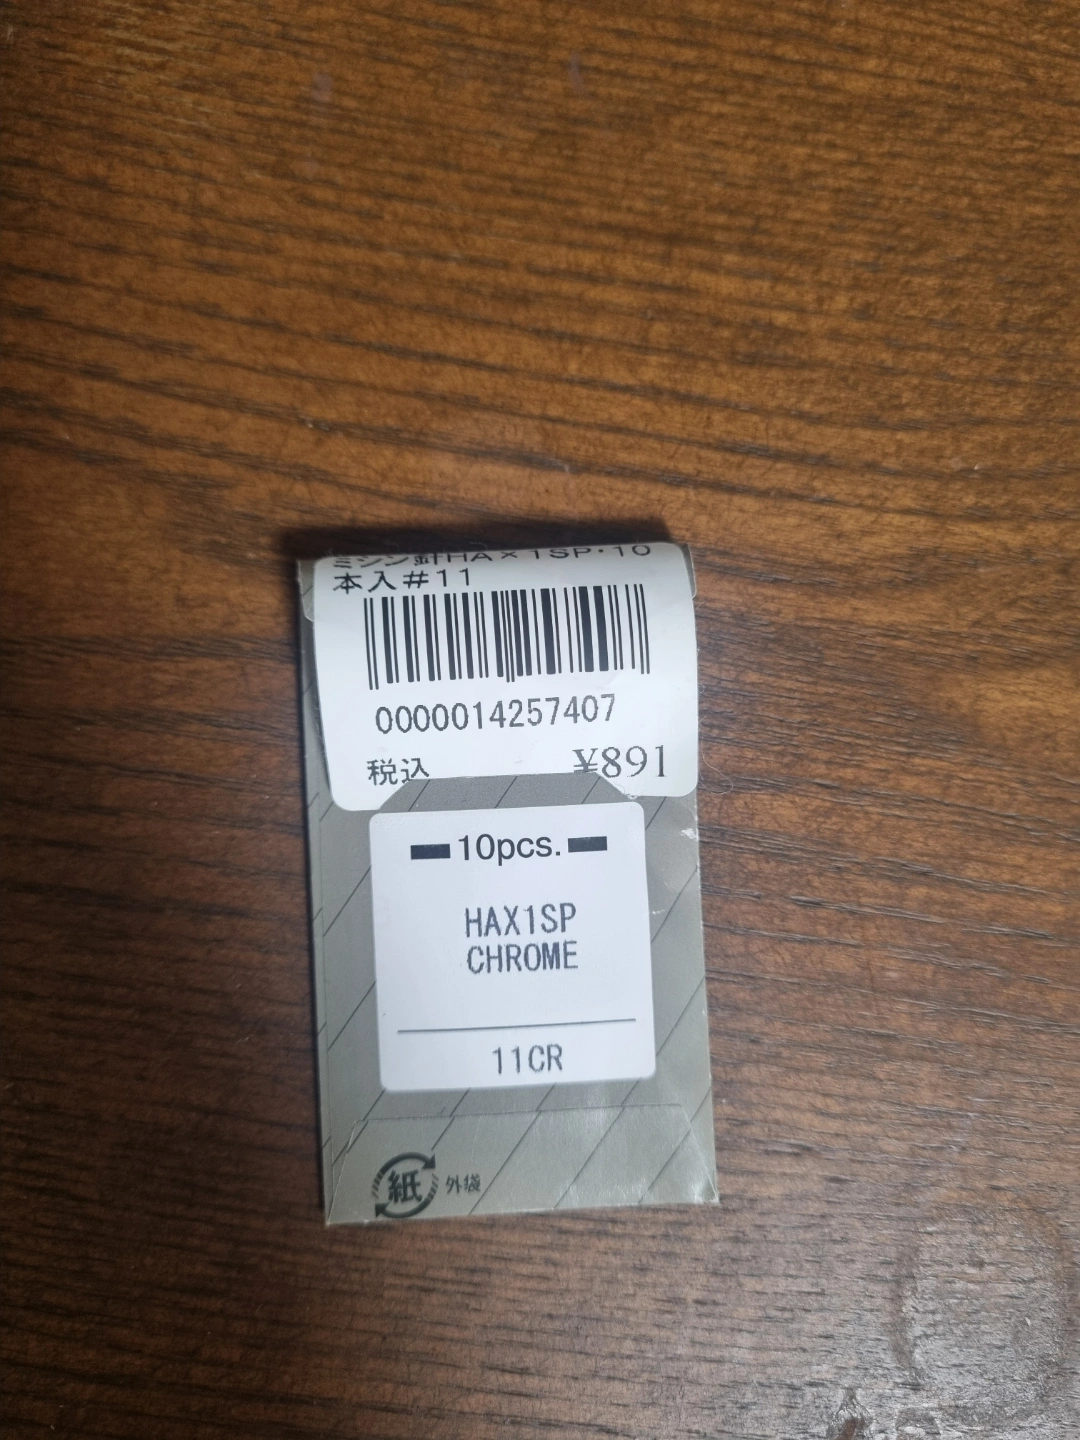 ミシン針HA×1SP・10
本入#11
0000014257407
税込 ¥891
10pcs.
HAX1SP
CHROME
11CR
紙 外袋